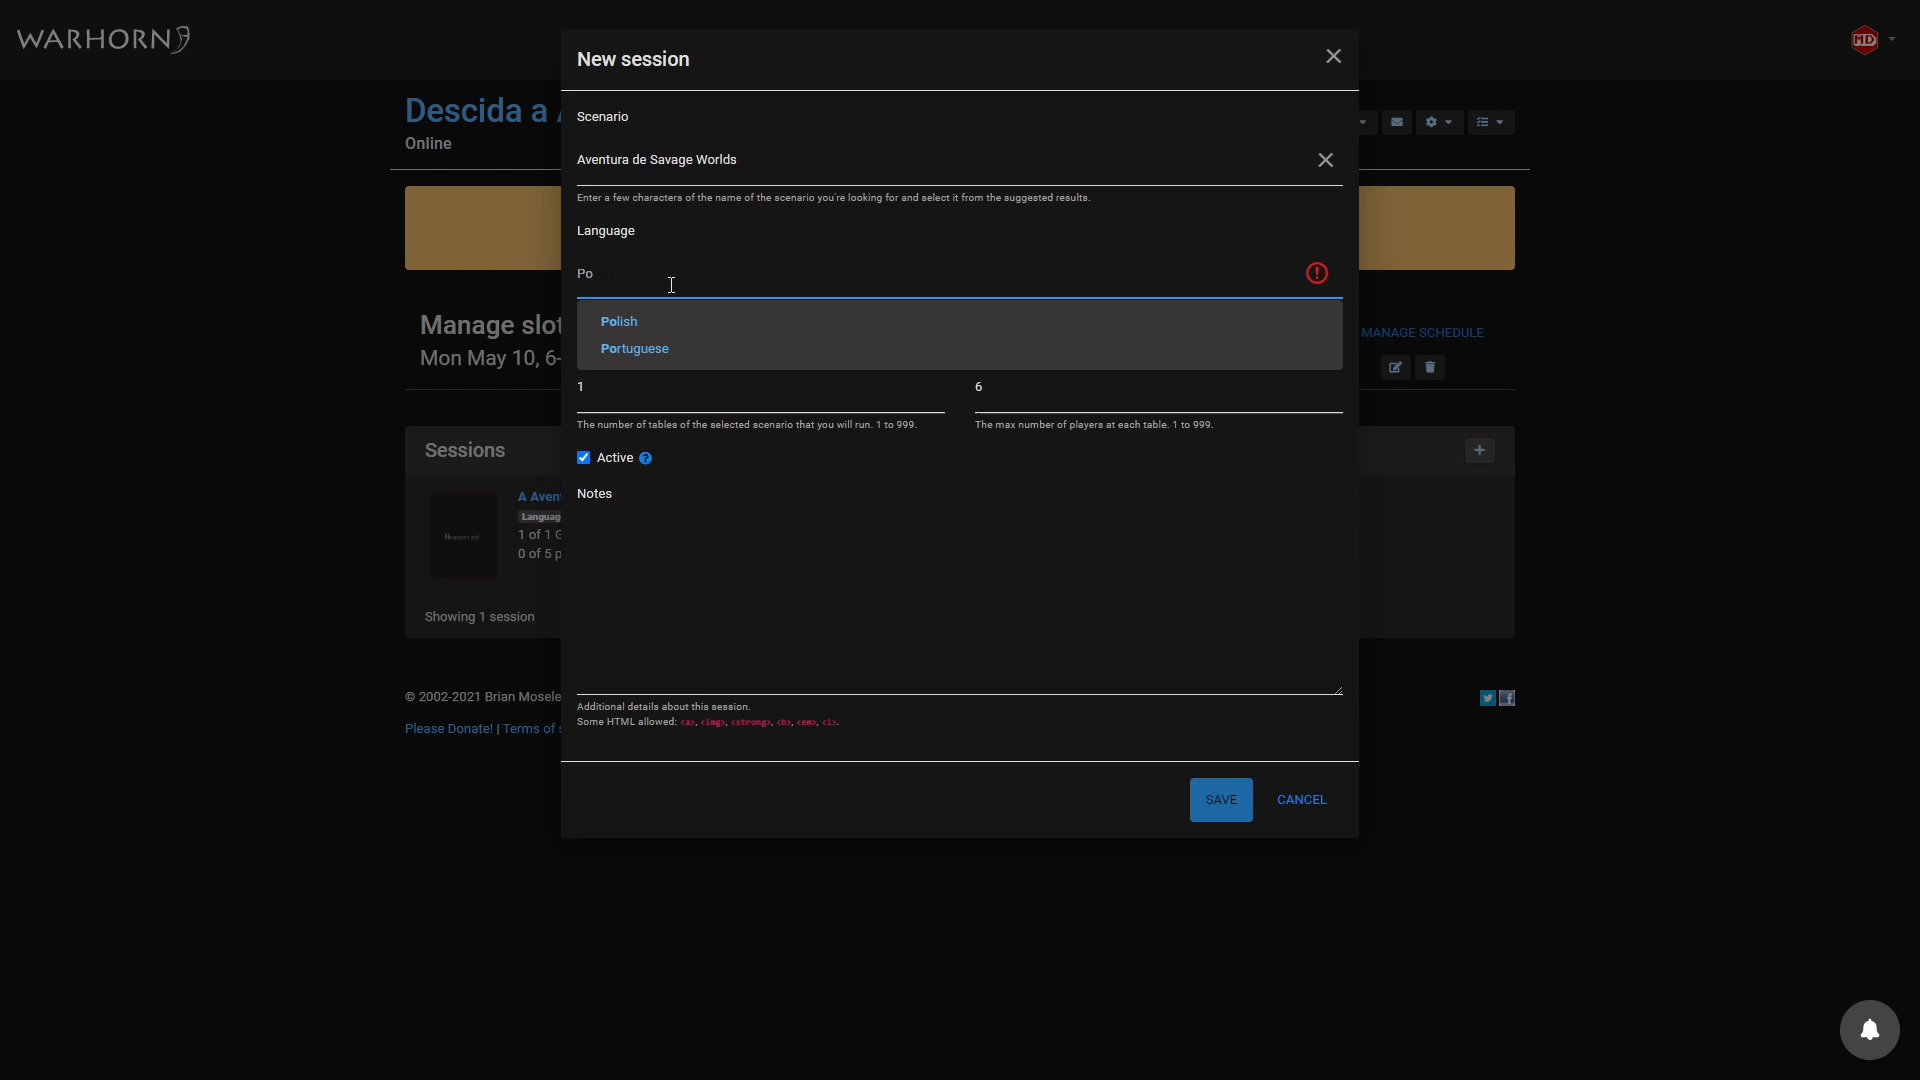 WARHORN
MD
New session
Descida a
Online
Scenario
Aventura de Savage Worlds
Enter a few characters of the name of the scenario you're looking for and select it from the suggested results.
Language
Po
Polish
Portuguese
Manage slot
Mon May 10, 6-
MANAGE SCHEDULE
1
6
The number of tables of the selected scenario that you will run. 1 to 999.
The max number of players at each table. 1 to 999.
Sessions
Active
Notes
A Aven
Languag
1 of 1 G
0 of 5 p
Showing 1 session
© 2002-2021 Brian Mosele
Please Donate! | Terms of s
Additional details about this session.
Some HTML allowed: <a>, <img>, <strong>, <b>, <em>, <i>.
SAVE
CANCEL